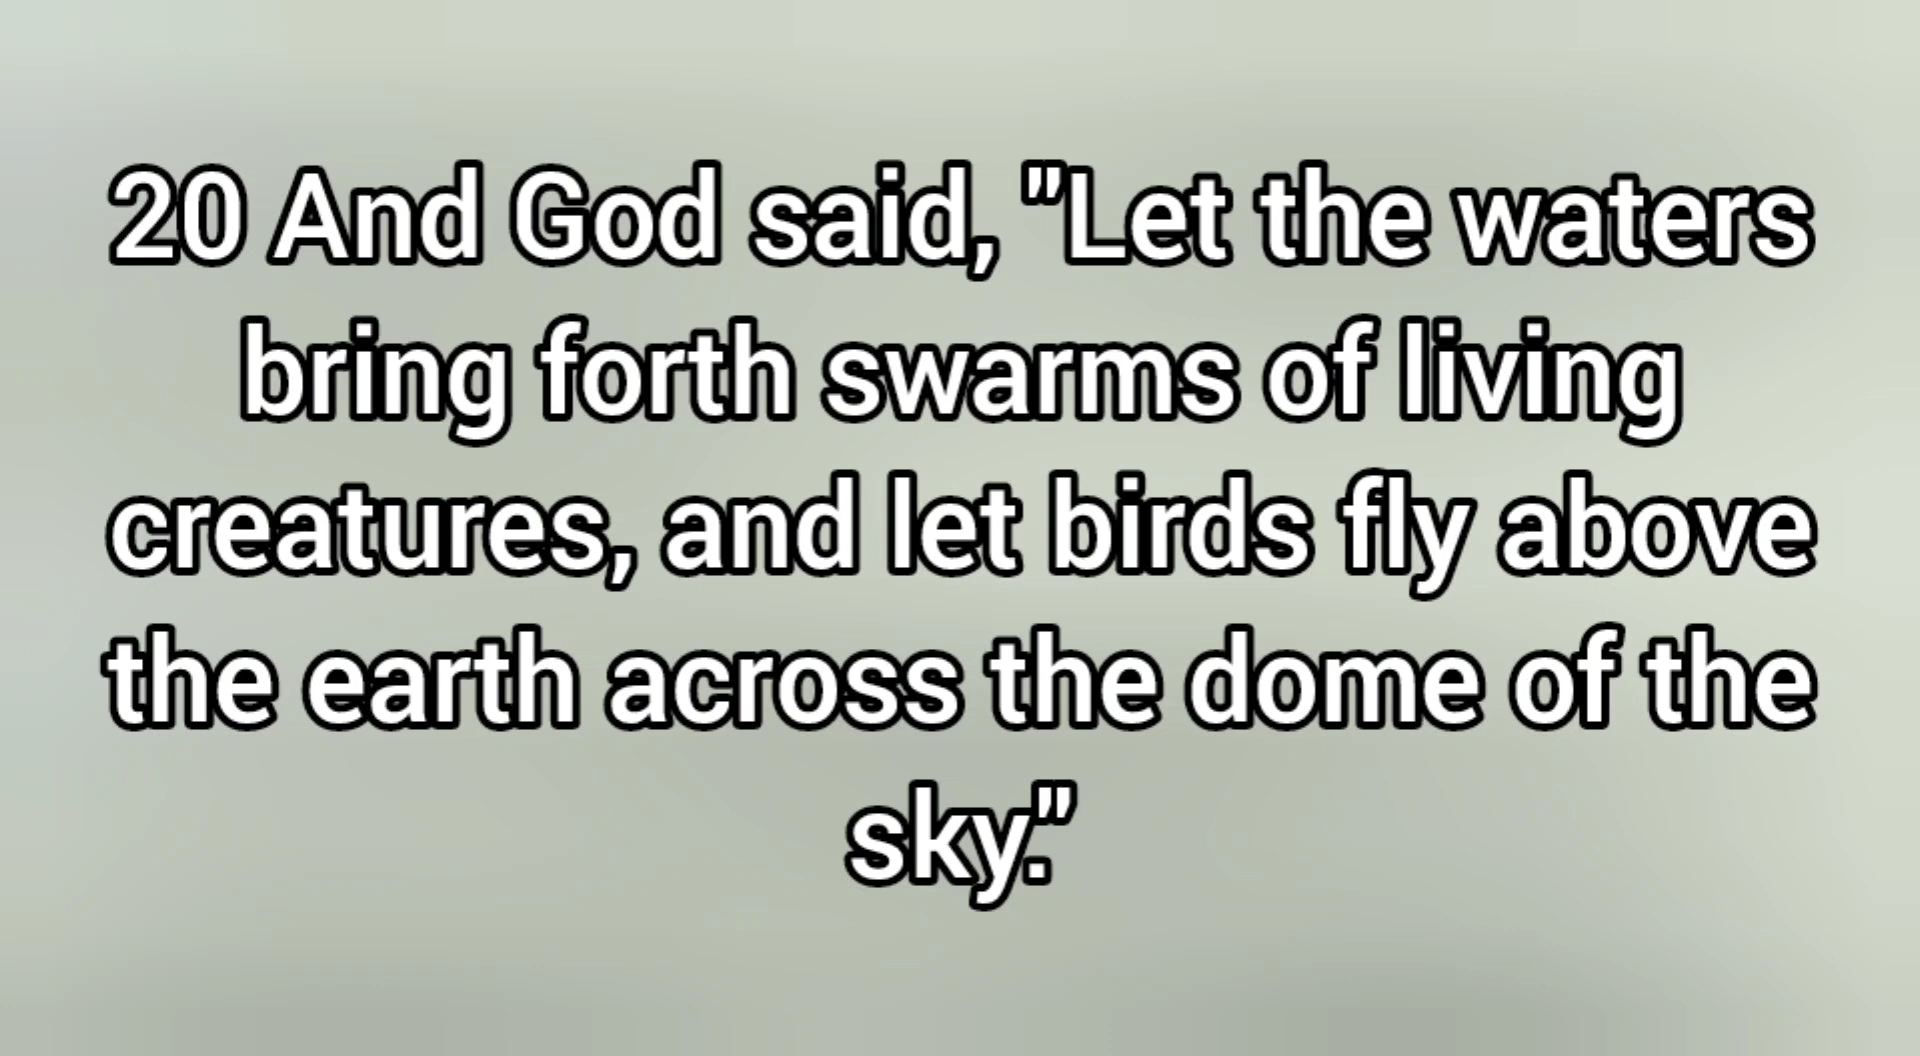 20 And God said, "Let the waters
bring forth swarms of living
creatures, and let birds fly above
the earth across the dome of the
sky."